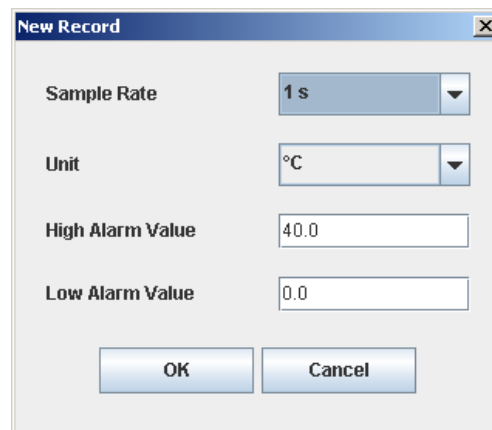 New Record
Sample Rate 1 s
Unit °C
High Alarm Value 40.0
Low Alarm Value 0.0
OK Cancel